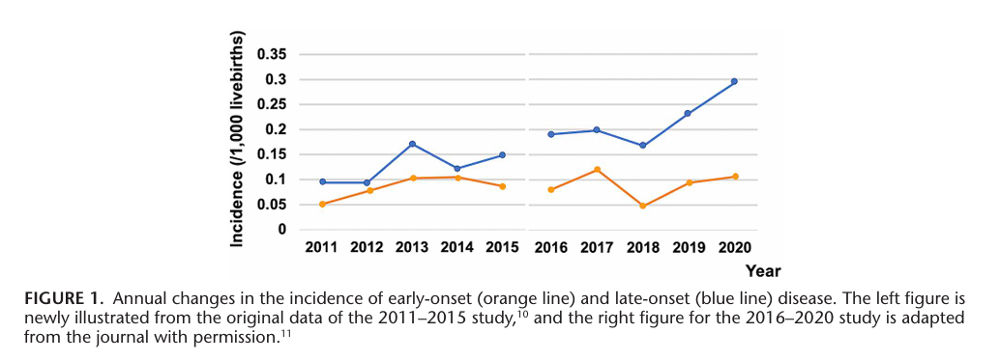 Incidence (/1,000 livebirths)
0.35
0.3
0.25
0.2
0.15
0.1
0.05
0
2011 2012 2013 2014 2015 2016 2017 2018 2019 2020
Year
FIGURE 1. Annual changes in the incidence of early-onset (orange line) and late-onset (blue line) disease. The left figure is
newly illustrated from the original data of the 2011–2015 study,¹⁰ and the right figure for the 2016–2020 study is adapted
from the journal with permission.¹¹